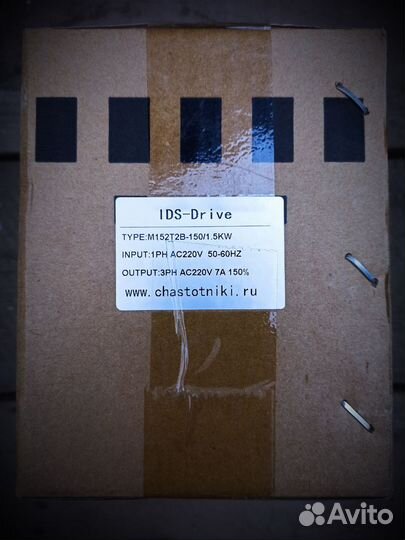 IDS-Drive
TYPE:M152T2B-150/1.5KW
INPUT:1PH AC220V 50-60HZ
OUTPUT:3PH AC220V 7A 150%
www.chastotniki.ru
Avito